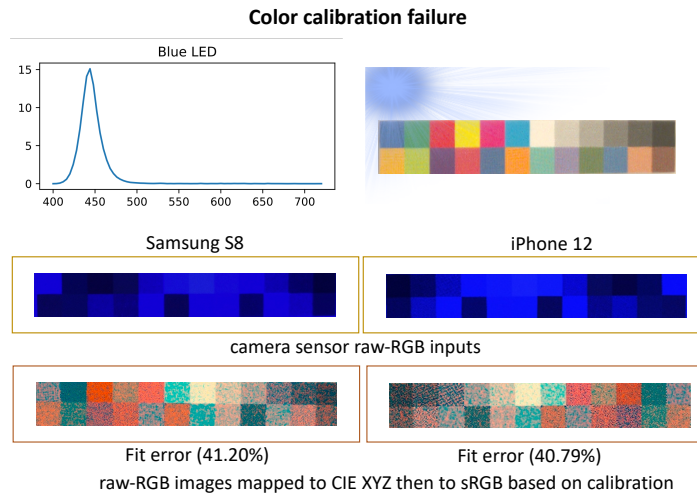 Color calibration failure
Blue LED
15
10
5
0
400 450 500 550 600 650 700
Samsung S8
iPhone 12
camera sensor raw-RGB inputs
Fit error (41.20%)
Fit error (40.79%)
raw-RGB images mapped to CIE XYZ then to sRGB based on calibration